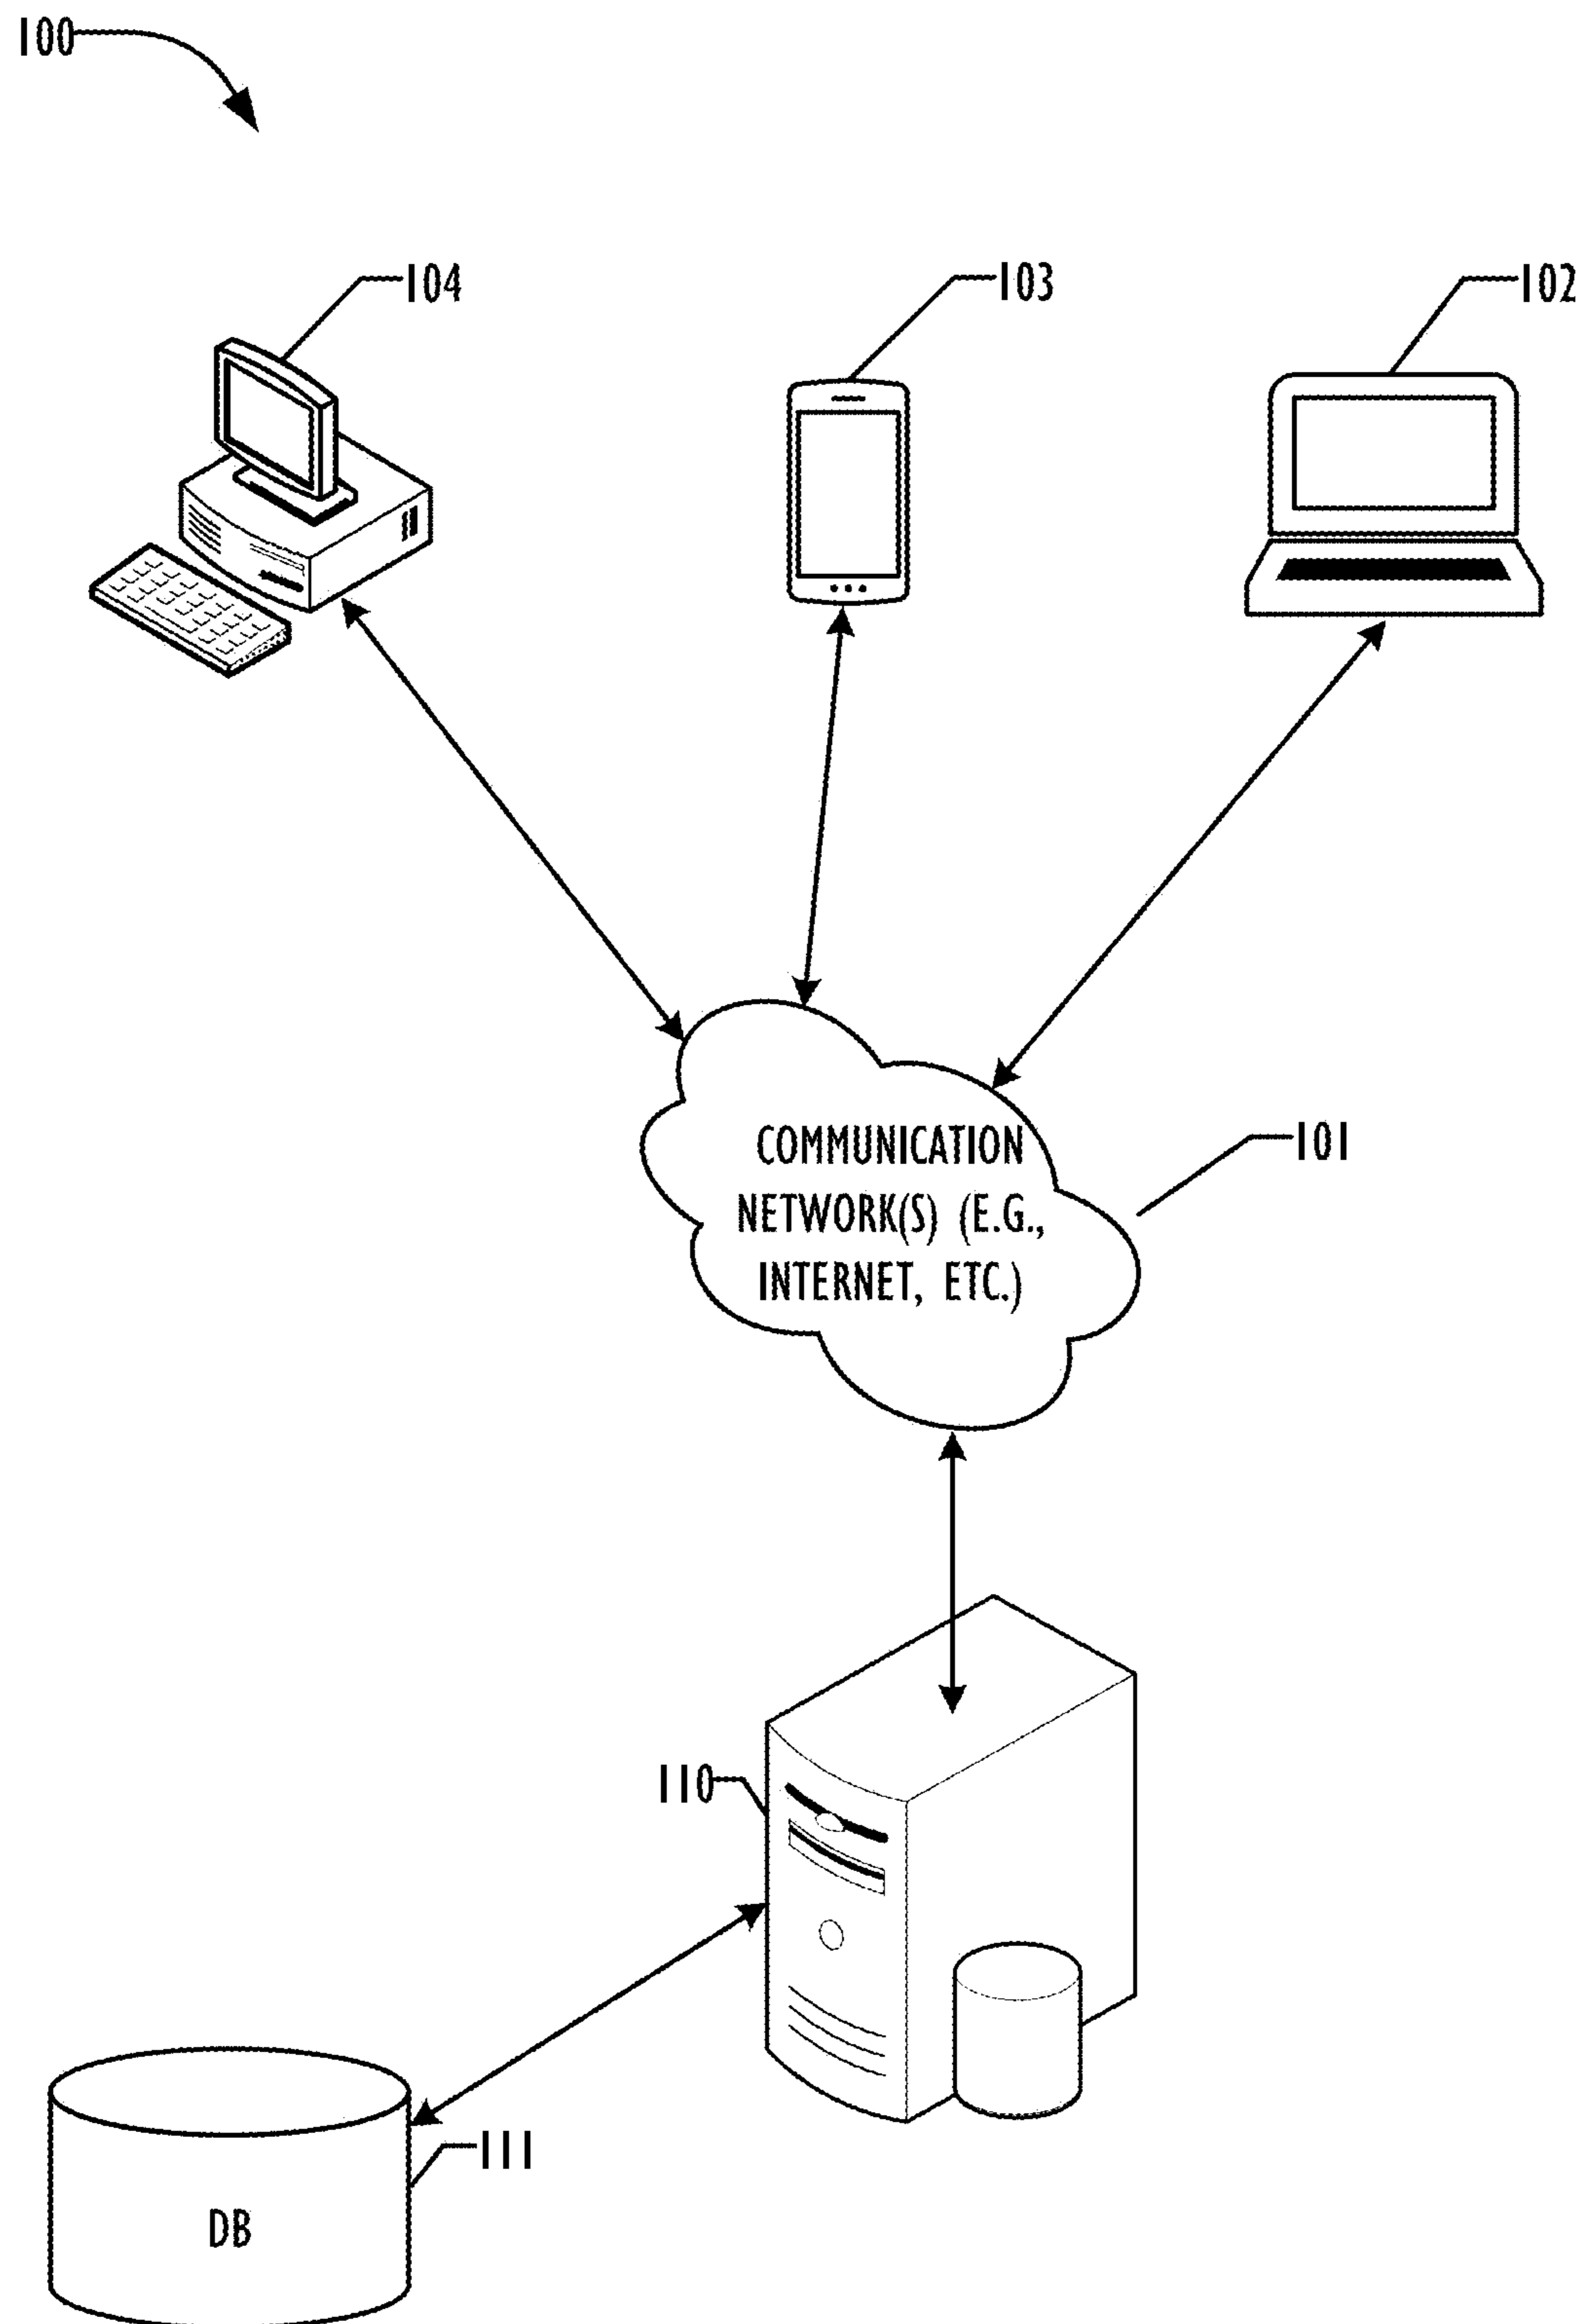 100
104
103
102
COMMUNICATION
NETWORK(S) (E.G.,
INTERNET, ETC.)
101
110
111
DB